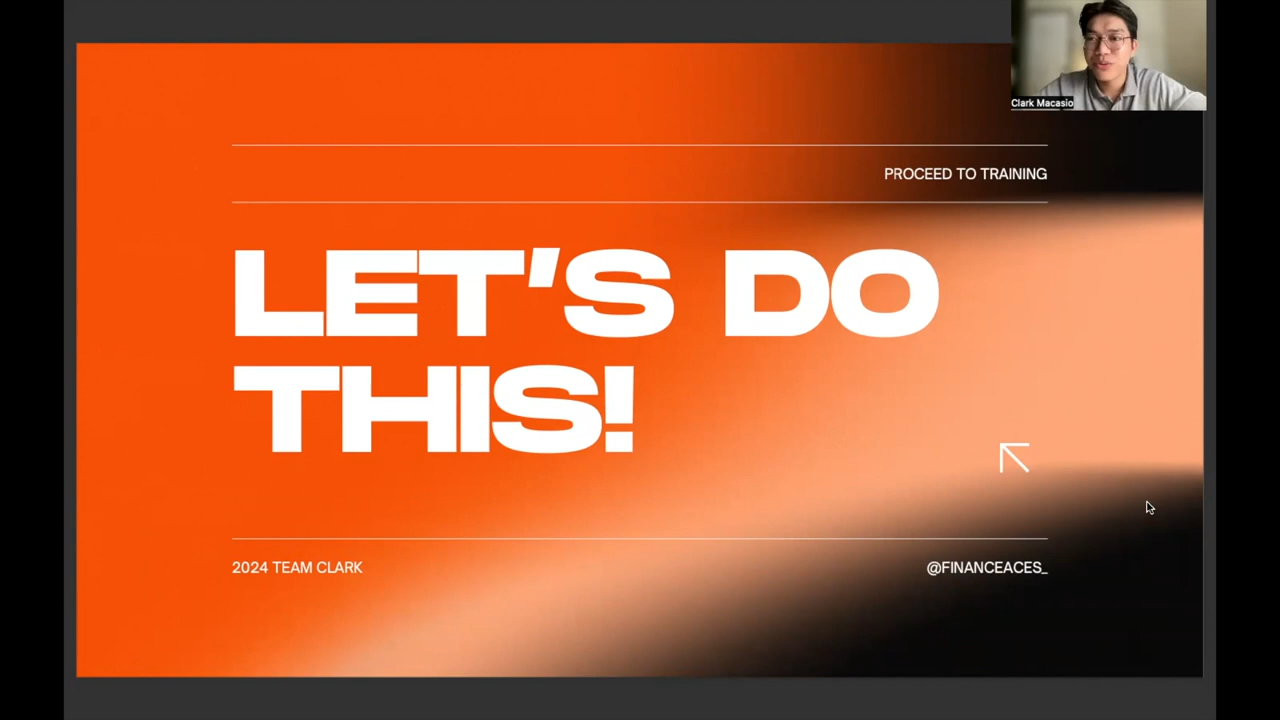 Clark Macasio
PROCEED TO TRAINING
LET'S DO
THIS!
2024 TEAM CLARK
@FINANCEACES_